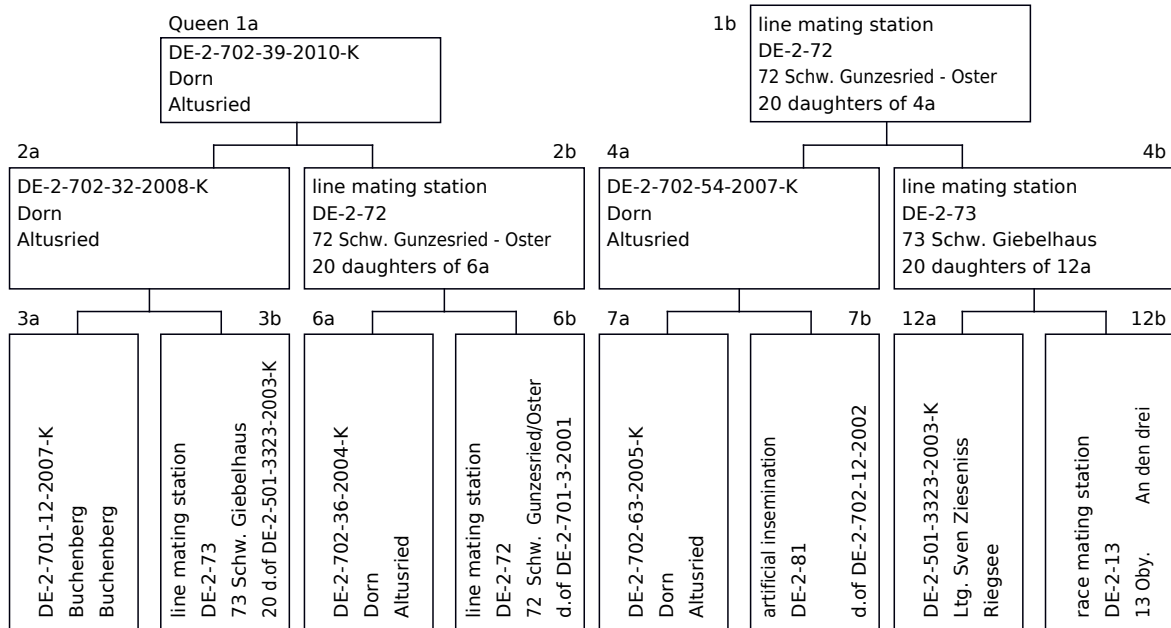 Queen 1a
DE-2-702-39-2010-K
Dorn
Altusried
1b
line mating station
DE-2-72
72 Schw. Gunzesried - Oster
20 daughters of 4a
2a
DE-2-702-32-2008-K
Dorn
Altusried
2b
line mating station
DE-2-72
72 Schw. Gunzesried - Oster
20 daughters of 6a
4a
DE-2-702-54-2007-K
Dorn
Altusried
4b
line mating station
DE-2-73
73 Schw. Giebelhaus
20 daughters of 12a
3a
DE-2-701-12-2007-K
Buchenberg
Buchenberg
3b
line mating station
DE-2-73
73 Schw. Giebelhaus
20 d.of DE-2-501-3323-2003-K
6a
DE-2-702-36-2004-K
Dorn
Altusried
6b
line mating station
DE-2-72
72 Schw. Gunzesried/Oster
d.of DE-2-701-3-2001
7a
DE-2-702-63-2005-K
Dorn
Altusried
7b
artificial insemination
DE-2-81
d.of DE-2-702-12-2002
12a
DE-2-501-3323-2003-K
Ltg. Sven Zieseniss
Riegsee
12b
race mating station
DE-2-13
13 Oby. An den drei